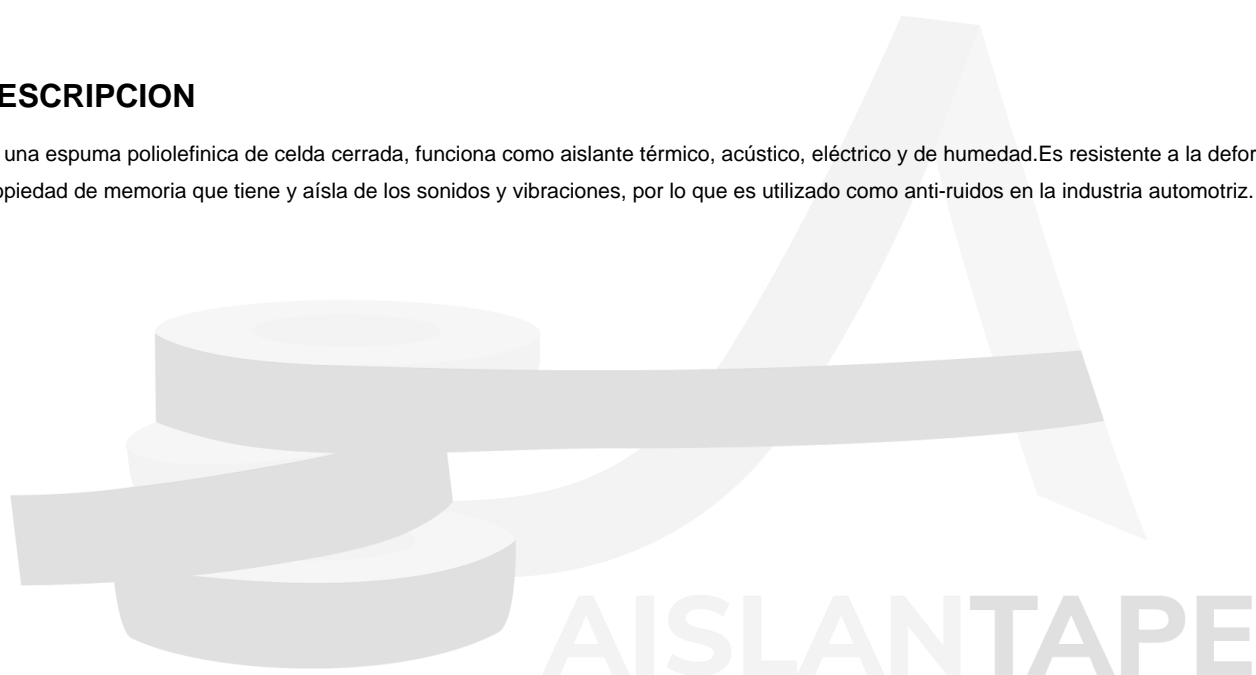 ESCRIPCION
una espuma poliolefinica de celda cerrada, funciona como aislante térmico, acústico, eléctrico y de humedad.Es resistente a la defor
opiedad de memoria que tiene y aísla de los sonidos y vibraciones, por lo que es utilizado como anti-ruidos en la industria automotriz.
AISLANTAPE